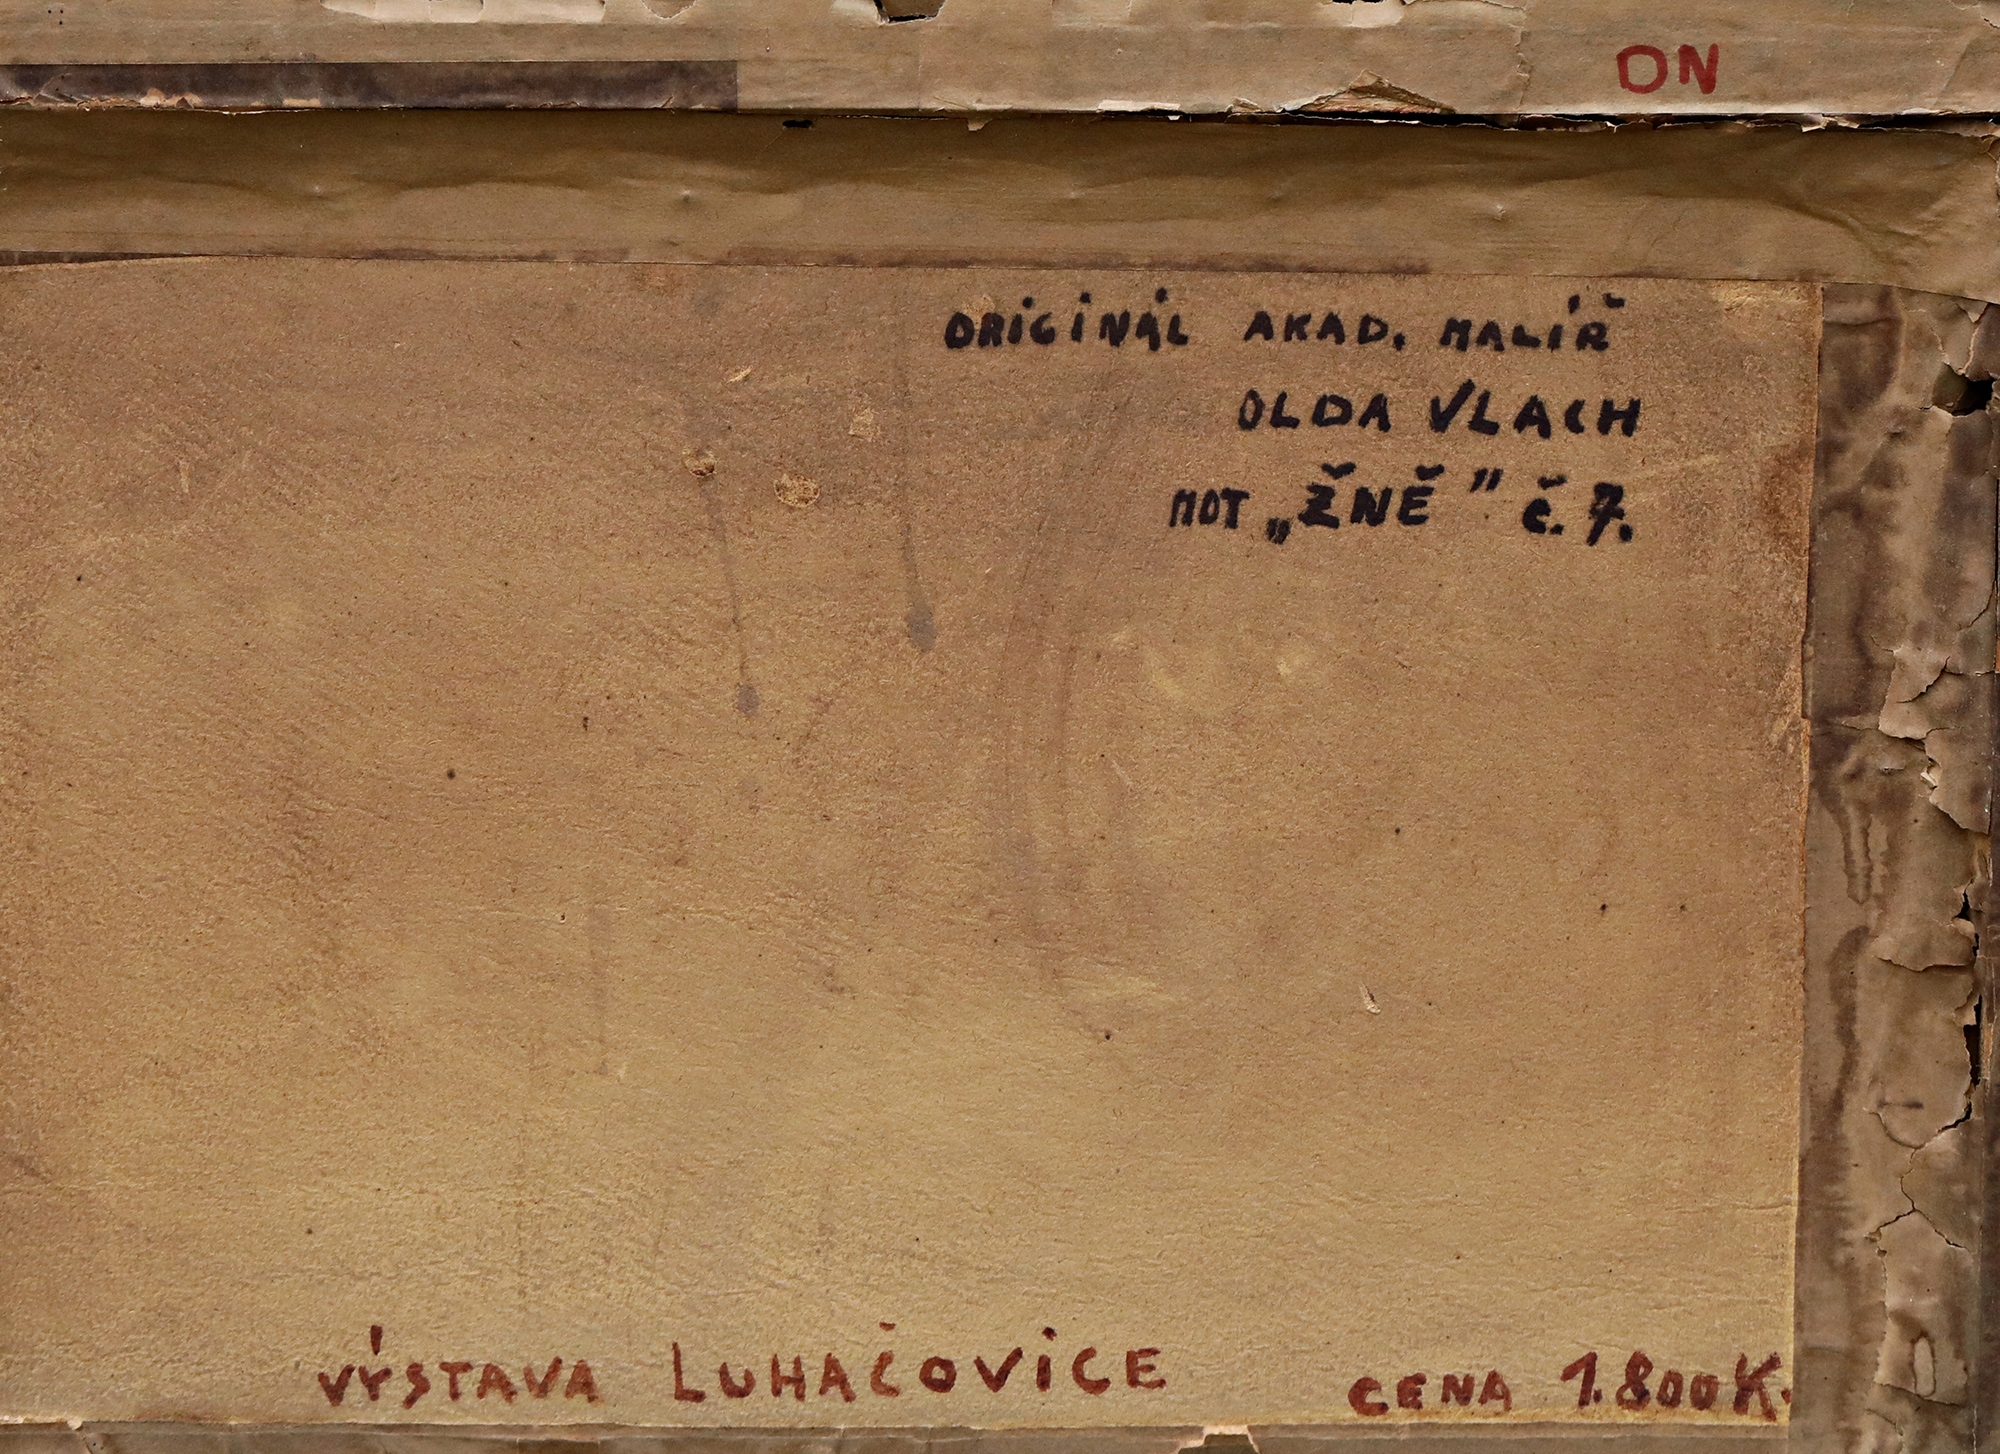 ON
ORIGINÁL AKAD. MALÍŘ
OLDA VLACH
MOT „ŽNĚ" č. 7.
VÝSTAVA LUHAČOVICE CENA 1.800 K.